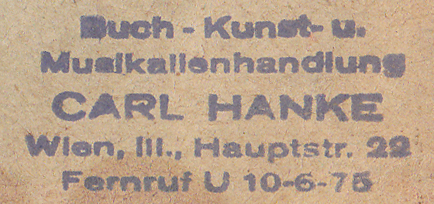 Buch - Kunst- u.
Musikalienhandlung
CARL HANKE
Wien, III., Hauptstr. 22
Fernruf U 10-6-75